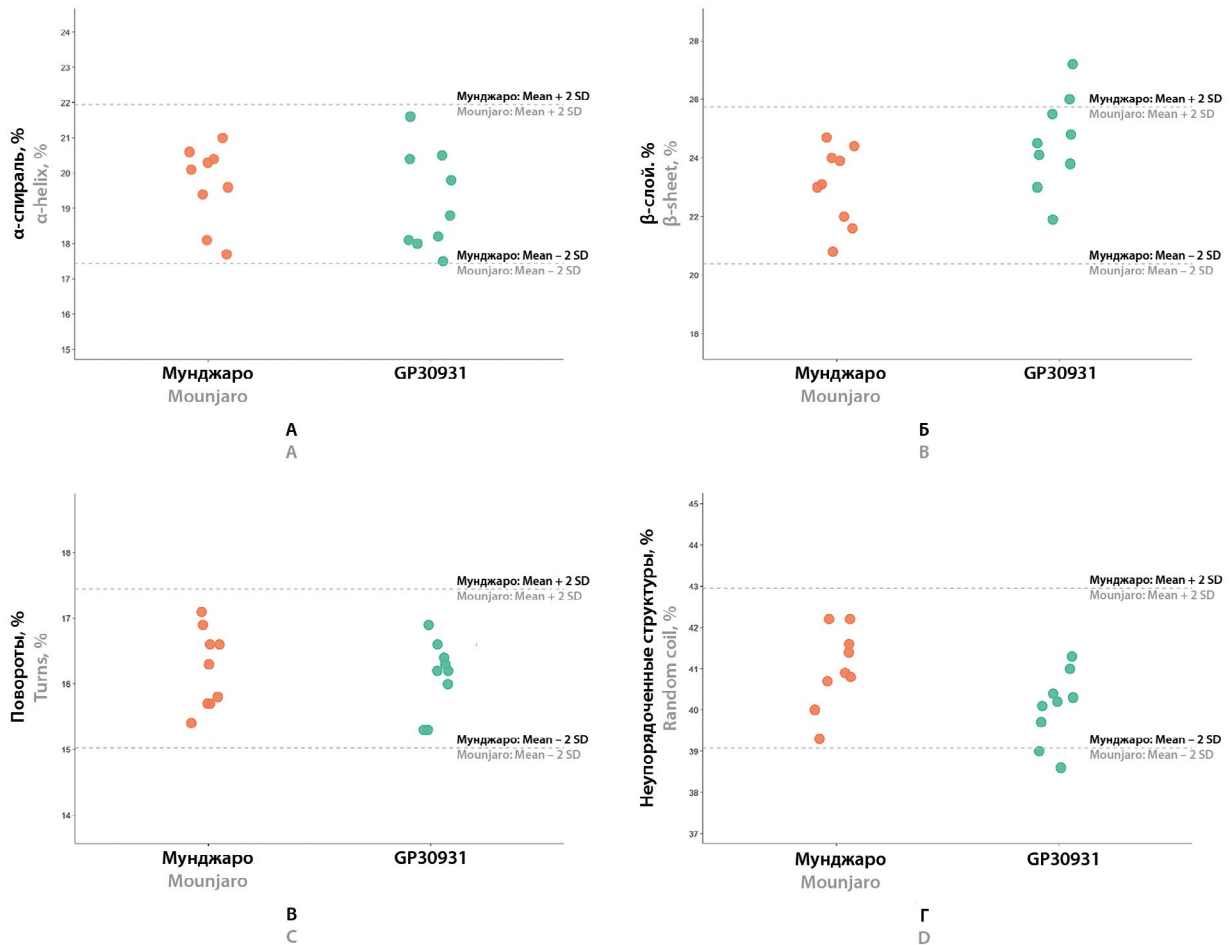 α-спираль, %
α-helix, %
24
23
22
21
20
19
18
17
16
15
Мунджаро: Mean + 2 SD
Mounjaro: Mean + 2 SD
Мунджаро: Mean – 2 SD
Mounjaro: Mean – 2 SD
Мунджаро
Mounjaro
GP30931
А
A
β-слой. %
β-sheet, %
28
26
24
22
20
18
Мунджаро: Mean + 2 SD
Mounjaro: Mean + 2 SD
Мунджаро: Mean – 2 SD
Mounjaro: Mean – 2 SD
Мунджаро
Mounjaro
GP30931
Б
B
Повороты, %
Turns, %
18
17
16
15
14
Мунджаро: Mean + 2 SD
Mounjaro: Mean + 2 SD
Мунджаро: Mean – 2 SD
Mounjaro: Mean – 2 SD
Мунджаро
Mounjaro
GP30931
В
C
Неупорядоченные структуры, %
Random coil, %
45
44
43
42
41
40
39
38
37
Мунджаро: Mean + 2 SD
Mounjaro: Mean + 2 SD
Мунджаро: Mean – 2 SD
Mounjaro: Mean – 2 SD
Мунджаро
Mounjaro
GP30931
Г
D